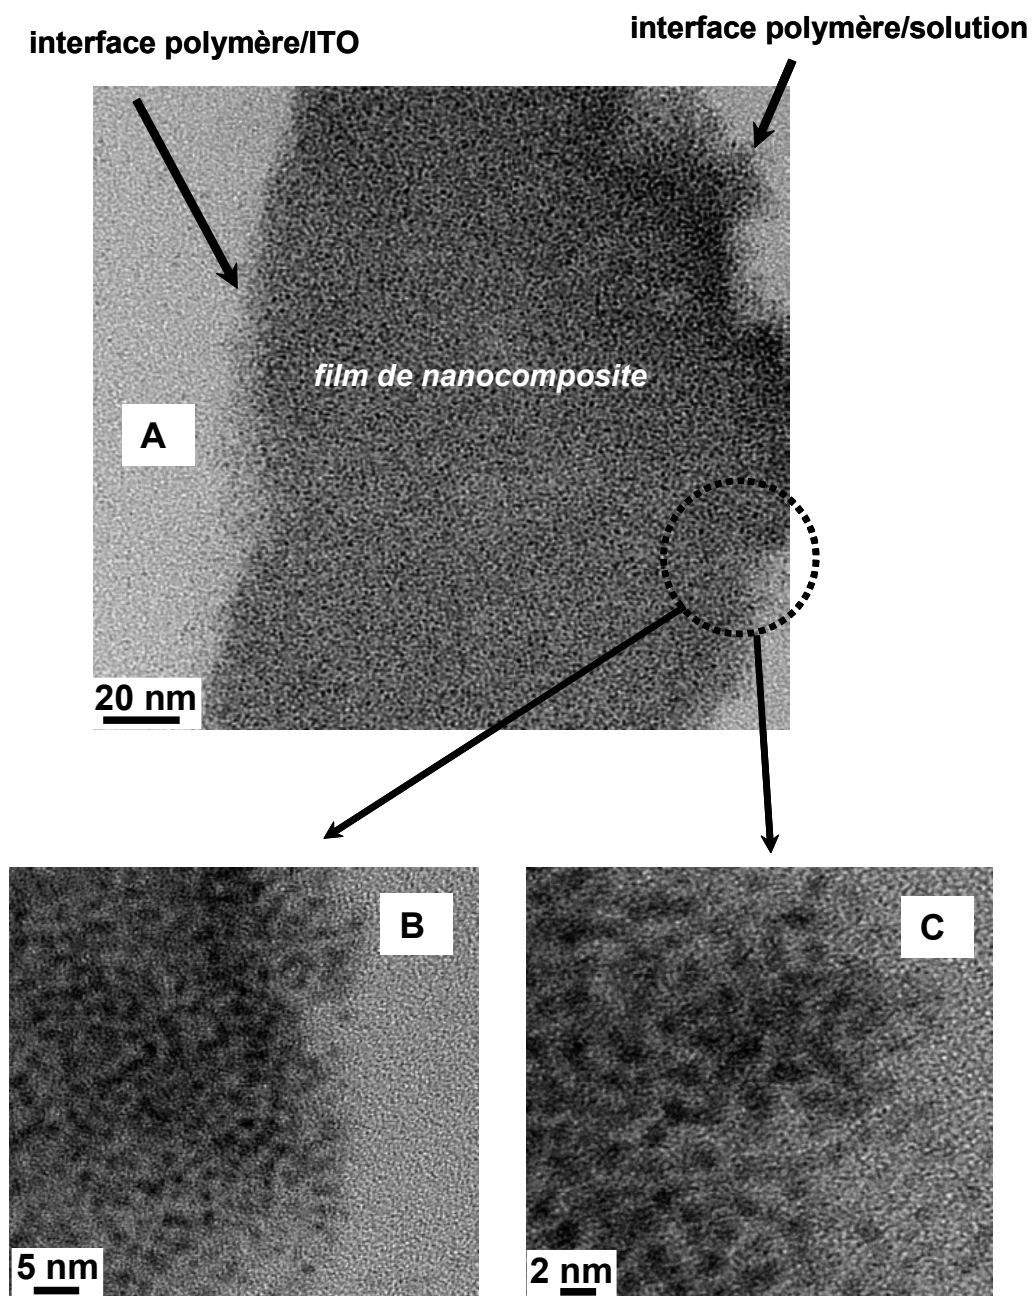 interface polymère/ITO
interface polymère/solution
film de nanocomposite
A
20 nm
B
C
5 nm
2 nm